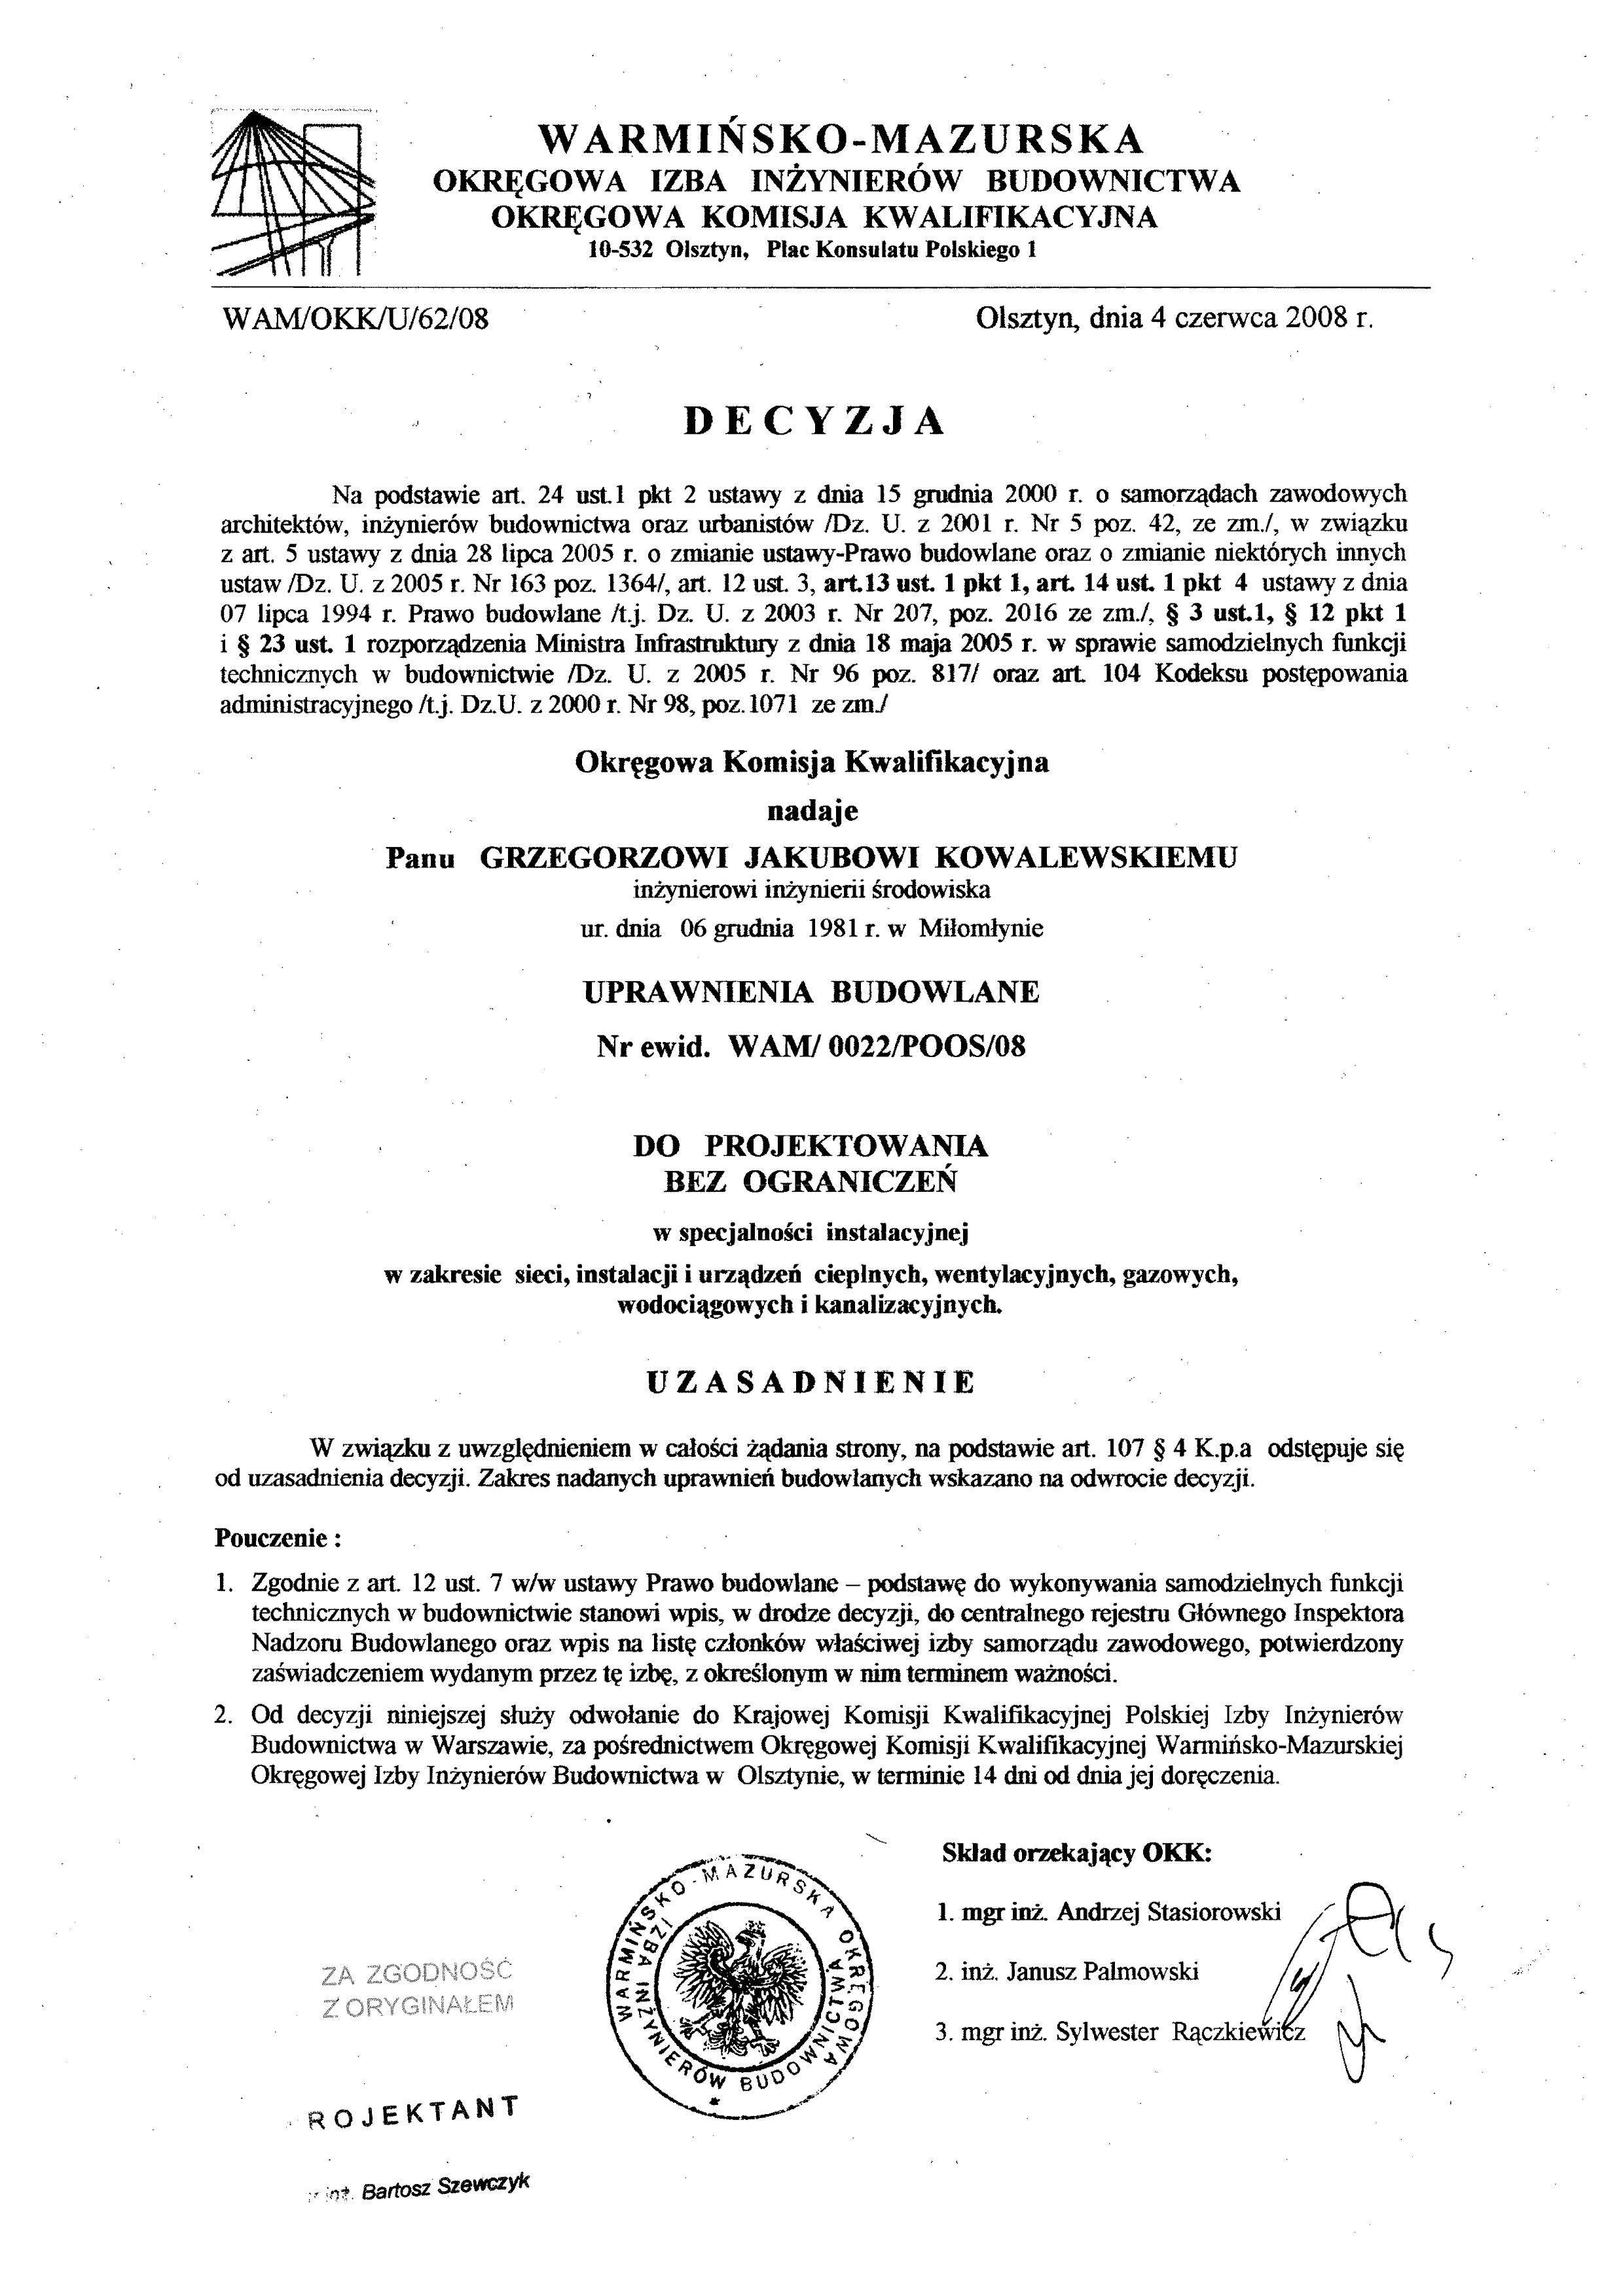 WARMIŃSKO-MAZURSKA
OKRĘGOWA IZBA INŻYNIERÓW BUDOWNICTWA
OKRĘGOWA KOMISJA KWALIFIKACYJNA
10-532 Olsztyn, Plac Konsulatu Polskiego 1
WAM/OKK/U/62/08 Olsztyn, dnia 4 czerwca 2008 r.
DECYZJA
Na podstawie art. 24 ust.1 pkt 2 ustawy z dnia 15 grudnia 2000 r. o samorządach zawodowych
architektów, inżynierów budownictwa oraz urbanistów /Dz. U. z 2001 r. Nr 5 poz. 42, ze zm./, w związku
z art. 5 ustawy z dnia 28 lipca 2005 r. o zmianie ustawy-Prawo budowlane oraz o zmianie niektórych innych
ustaw /Dz. U. z 2005 r. Nr 163 poz. 1364/, art. 12 ust. 3, art.13 ust. 1 pkt 1, art. 14 ust. 1 pkt 4 ustawy z dnia
07 lipca 1994 r. Prawo budowlane /t.j. Dz. U. z 2003 r. Nr 207, poz. 2016 ze zm./, § 3 ust.1, § 12 pkt 1
i § 23 ust. 1 rozporządzenia Ministra Infrastruktury z dnia 18 maja 2005 r. w sprawie samodzielnych funkcji
technicznych w budownictwie /Dz. U. z 2005 r. Nr 96 poz. 817/ oraz art. 104 Kodeksu postępowania
administracyjnego /t.j. Dz.U. z 2000 r. Nr 98, poz.1071 ze zm./
Okręgowa Komisja Kwalifikacyjna
nadaje
Panu GRZEGORZOWI JAKUBOWI KOWALEWSKIEMU
inżynierowi inżynierii środowiska
ur. dnia 06 grudnia 1981 r. w Miłomłynie
UPRAWNIENIA BUDOWLANE
Nr ewid. WAM/ 0022/POOS/08
DO PROJEKTOWANIA
BEZ OGRANICZEŃ
w specjalności instalacyjnej
w zakresie sieci, instalacji i urządzeń cieplnych, wentylacyjnych, gazowych,
wodociągowych i kanalizacyjnych.
UZASADNIENIE
W związku z uwzględnieniem w całości żądania strony, na podstawie art. 107 § 4 K.p.a odstępuje się
od uzasadnienia decyzji. Zakres nadanych uprawnień budowlanych wskazano na odwrocie decyzji.
Pouczenie :
1. Zgodnie z art. 12 ust. 7 w/w ustawy Prawo budowlane – podstawę do wykonywania samodzielnych funkcji
technicznych w budownictwie stanowi wpis, w drodze decyzji, do centralnego rejestru Głównego Inspektora
Nadzoru Budowlanego oraz wpis na listę członków właściwej izby samorządu zawodowego, potwierdzony
zaświadczeniem wydanym przez tę izbę, z określonym w nim terminem ważności.
2. Od decyzji niniejszej służy odwołanie do Krajowej Komisji Kwalifikacyjnej Polskiej Izby Inżynierów
Budownictwa w Warszawie, za pośrednictwem Okręgowej Komisji Kwalifikacyjnej Warmińsko-Mazurskiej
Okręgowej Izby Inżynierów Budownictwa w Olsztynie, w terminie 14 dni od dnia jej doręczenia.
Skład orzekający OKK:
1. mgr inż. Andrzej Stasiorowski
2. inż. Janusz Palmowski
3. mgr inż. Sylwester Rączkiewicz
WARMIŃSKO-MAZURSKA OKRĘGOWA
IZBA INŻYNIERÓW BUDOWNICTWA
ZA ZGODNOŚĆ
Z ORYGINAŁEM
ROJEKTANT
inż. Bartosz Szewczyk